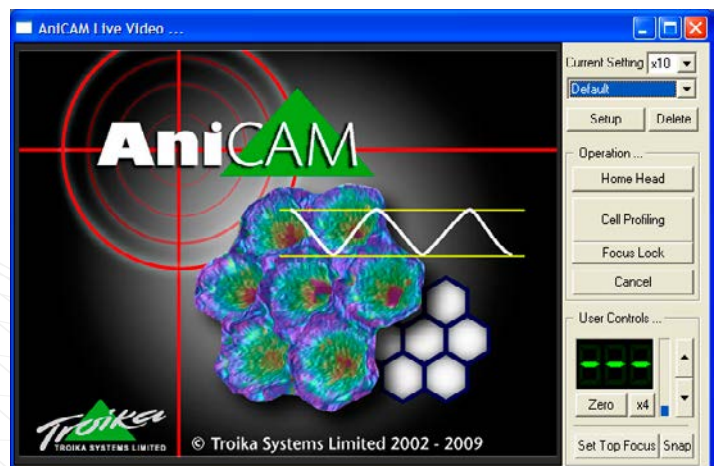 AniCAM Live Video ...
Current Setting x10
Default
Setup Delete
Operation ...
Home Head
Cell Profiling
Focus Lock
Cancel
User Controls ...
---
Zero x4
Set Top Focus Snap
AniCAM
Troika
TROIKA SYSTEMS LIMITED
© Troika Systems Limited 2002 - 2009